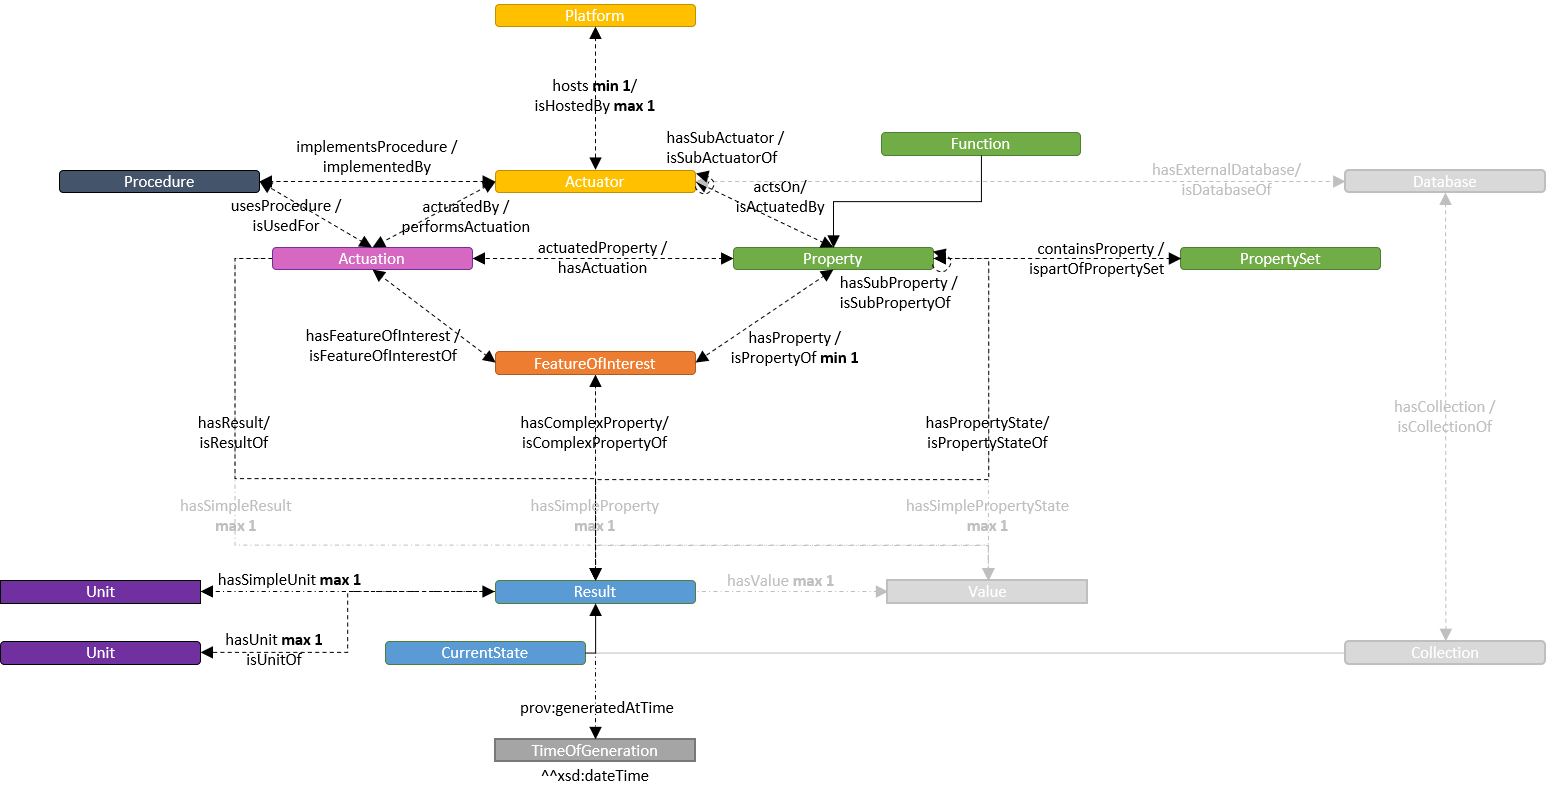 Platform
hosts min 1/
isHostedBy max 1
hasSubActuator /
isSubActuatorOf
Function
implementsProcedure /
implementedBy
Procedure
Actuator
hasExternalDatabase/
isDatabaseOf
Database
actsOn/
isActuatedBy
usesProcedure /
isUsedFor
actuatedBy /
performsActuation
Actuation
actuatedProperty /
hasActuation
Property
containsProperty /
ispartOfPropertySet
PropertySet
hasSubProperty /
isSubPropertyOf
hasFeatureOfInterest /
isFeatureOfInterestOf
hasProperty /
isPropertyOf min 1
FeatureOfInterest
hasResult/
isResultOf
hasComplexProperty/
isComplexPropertyOf
hasPropertyState/
isPropertyStateOf
hasCollection /
isCollectionOf
hasSimpleResult
max 1
hasSimpleProperty
max 1
hasSimplePropertyState
max 1
Unit
hasSimpleUnit max 1
Result
hasValue max 1
Value
Unit
hasUnit max 1
isUnitOf
CurrentState
Collection
prov:generatedAtTime
TimeOfGeneration
^^xsd:dateTime